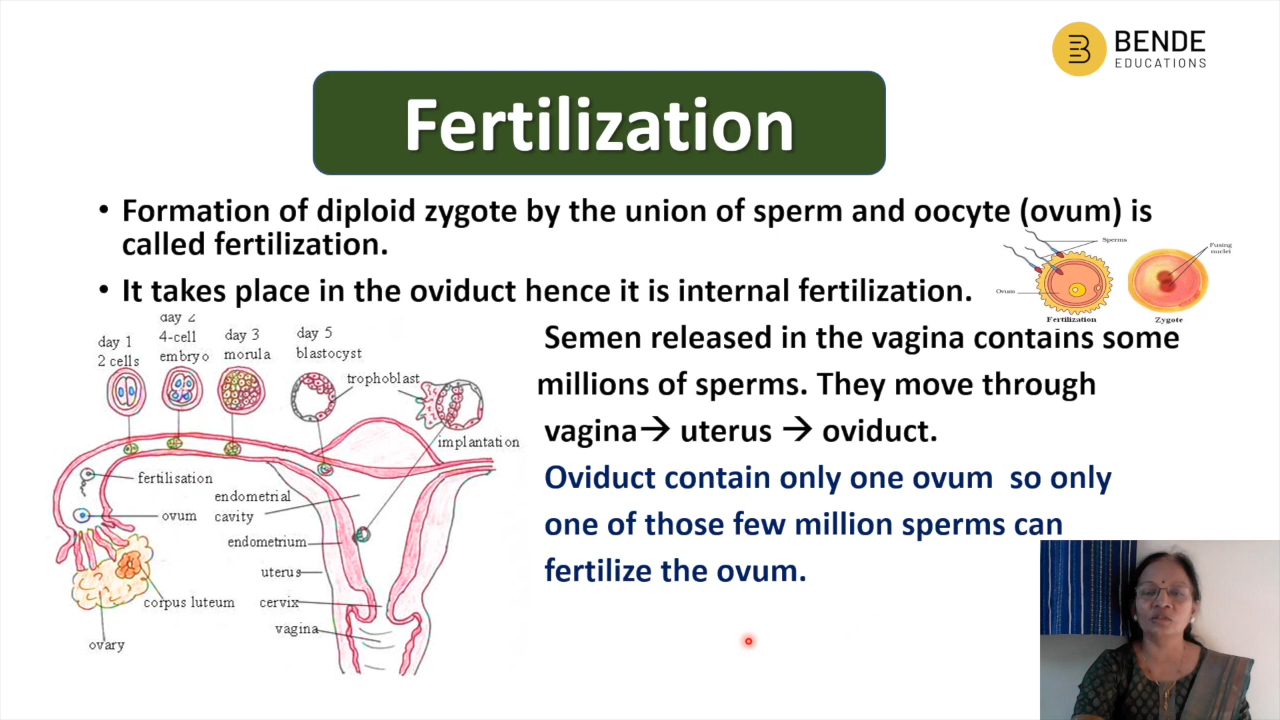 BENDE
EDUCATIONS
Fertilization
• Formation of diploid zygote by the union of sperm and oocyte (ovum) is
called fertilization.
• It takes place in the oviduct hence it is internal fertilization.
Sperms
Fusing
nuclei
Ovum
Fertilization
Zygote
Semen released in the vagina contains some
millions of sperms. They move through
vagina→ uterus → oviduct.
Oviduct contain only one ovum so only
one of those few million sperms can
fertilize the ovum.
day 1
2 cells
day 2
4-cell
embryo
day 3
morula
day 5
blastocyst
trophoblast
implantation
fertilisation
ovum
endometrial
cavity
endometrium
uterus
corpus luteum
cervix
vagina
ovary